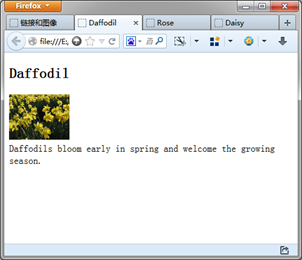 Firefox
链接和图像
Daffodil
Rose
Daisy
file:///E:
Daffodil
Daffodils bloom early in spring and welcome the growing
season.